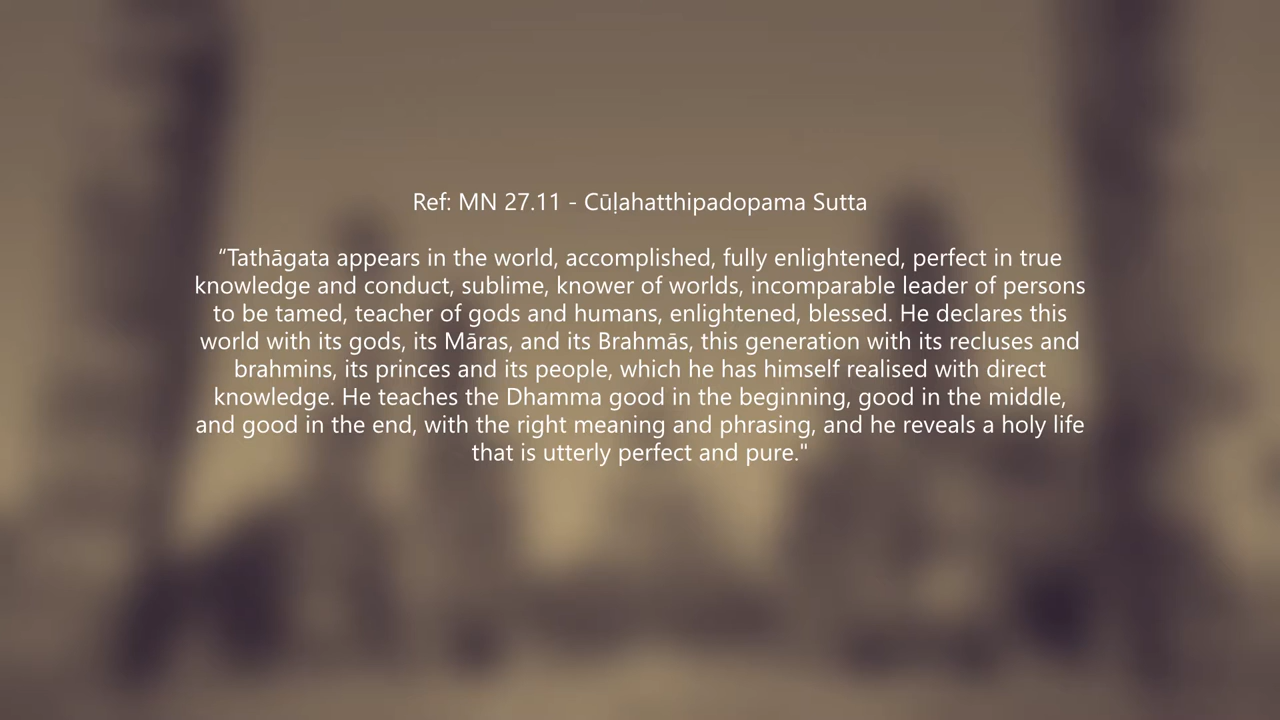 Ref: MN 27.11 - Cūḷahatthipadopama Sutta
“Tathāgata appears in the world, accomplished, fully enlightened, perfect in true
knowledge and conduct, sublime, knower of worlds, incomparable leader of persons
to be tamed, teacher of gods and humans, enlightened, blessed. He declares this
world with its gods, its Māras, and its Brahmās, this generation with its recluses and
brahmins, its princes and its people, which he has himself realised with direct
knowledge. He teaches the Dhamma good in the beginning, good in the middle,
and good in the end, with the right meaning and phrasing, and he reveals a holy life
that is utterly perfect and pure."